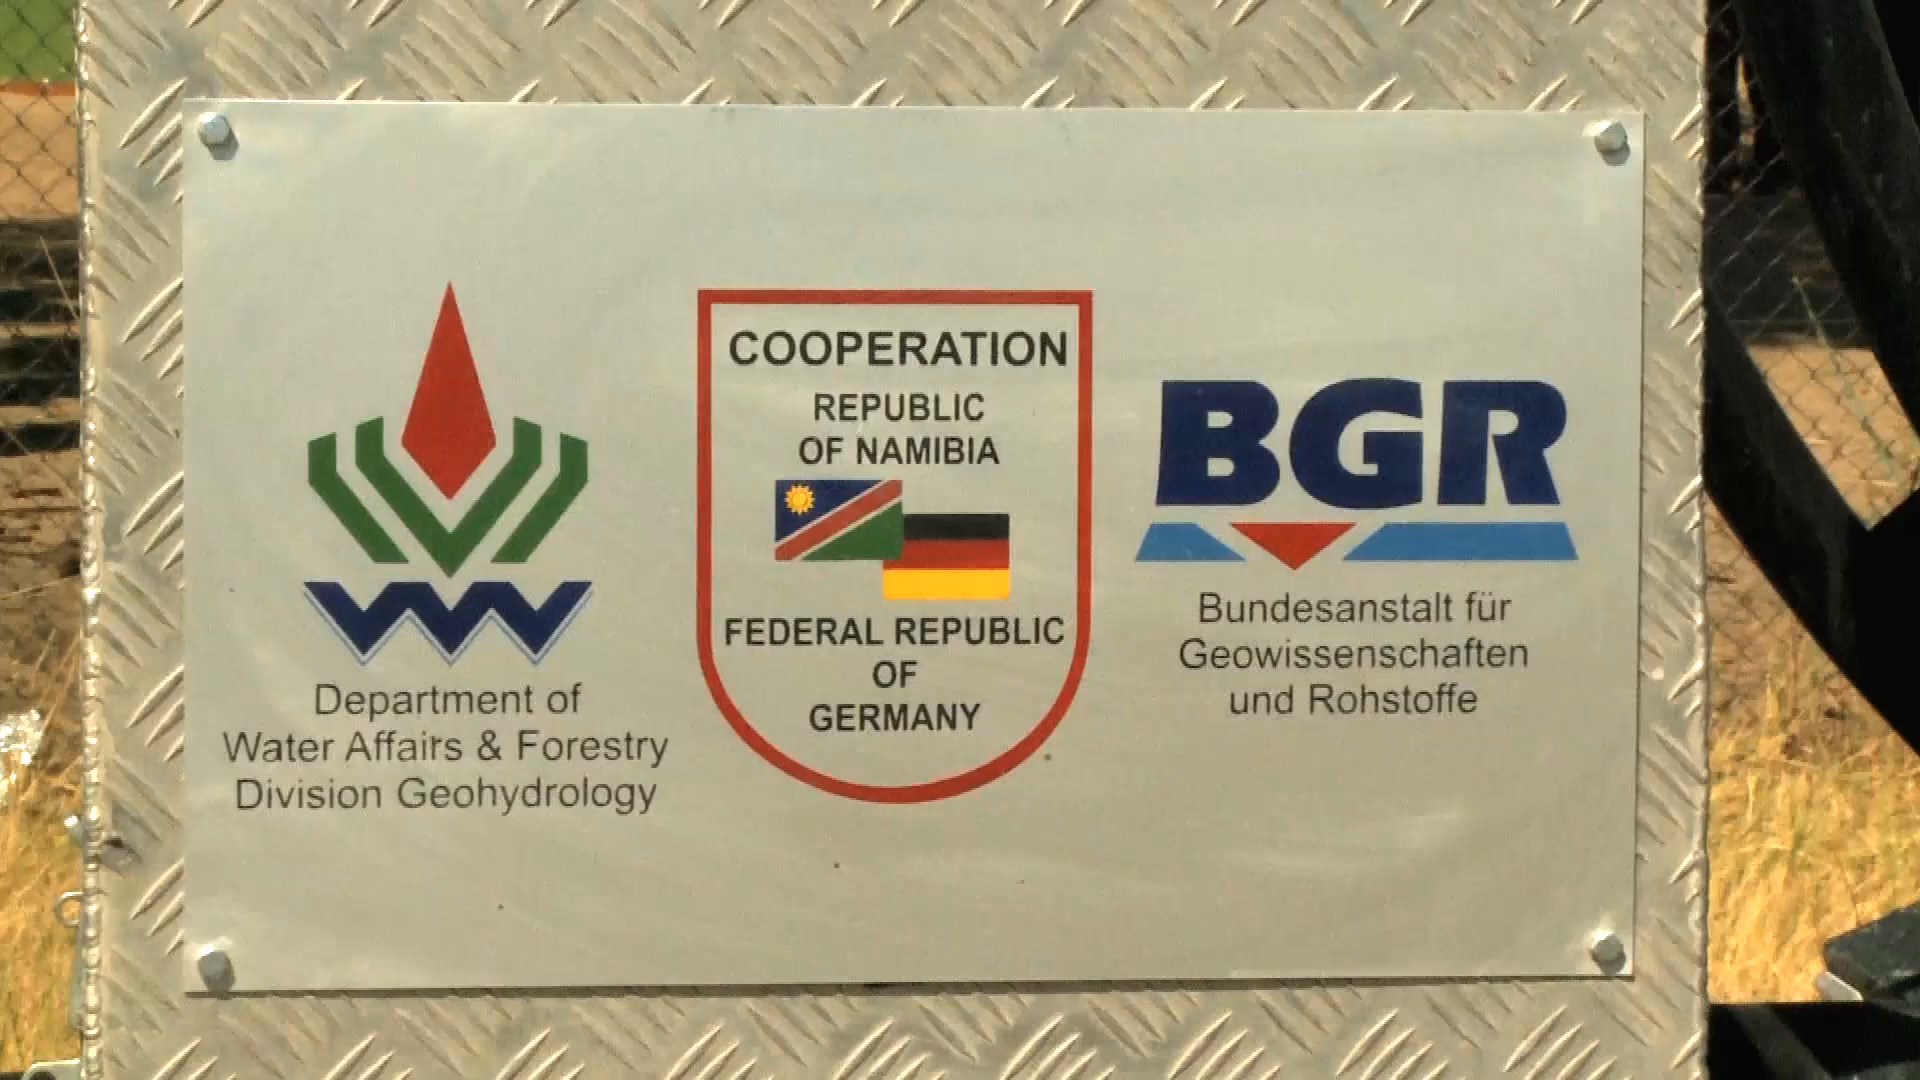 Department of
Water Affairs & Forestry
Division Geohydrology
COOPERATION
REPUBLIC
OF NAMIBIA
FEDERAL REPUBLIC
OF
GERMANY
BGR
Bundesanstalt für
Geowissenschaften
und Rohstoffe